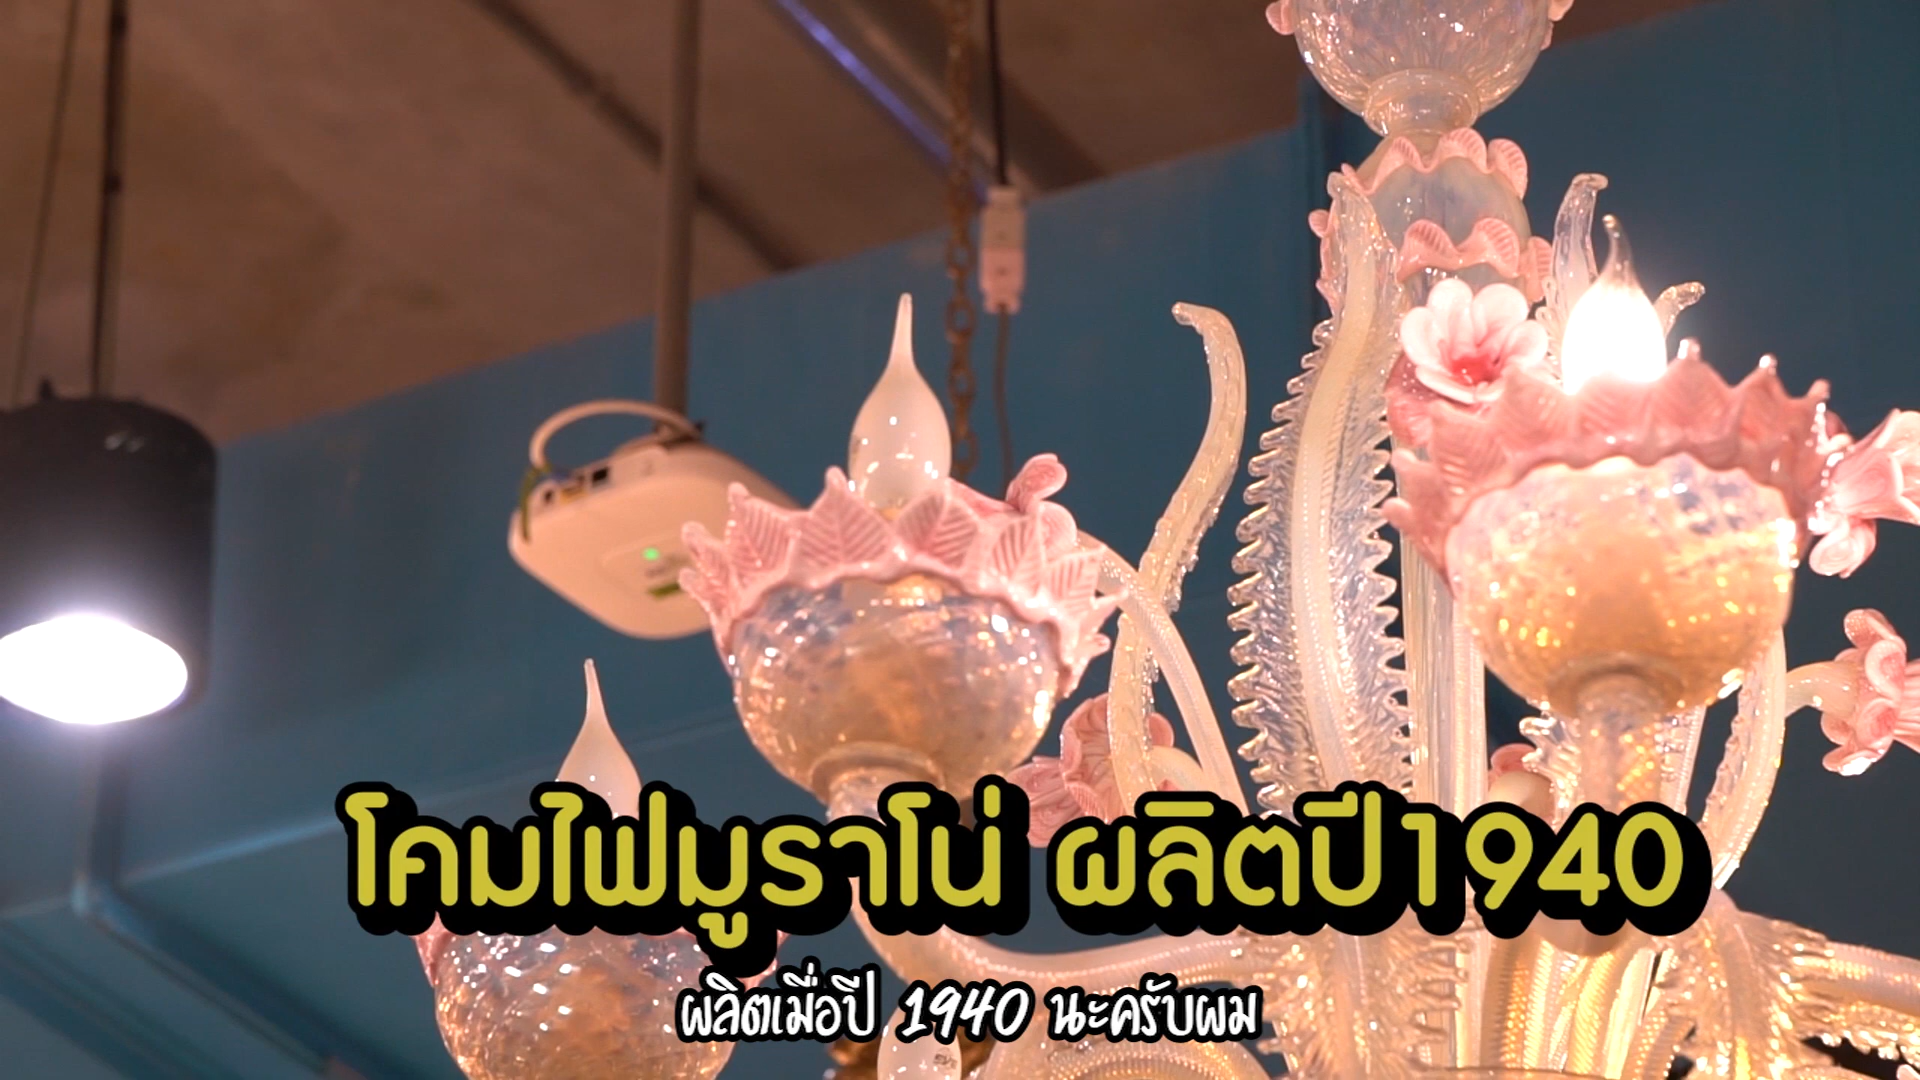 โคมไฟมูราโน่ ผลิตปี1940
ผลิตเมื่อปี 1940 นะครับผม